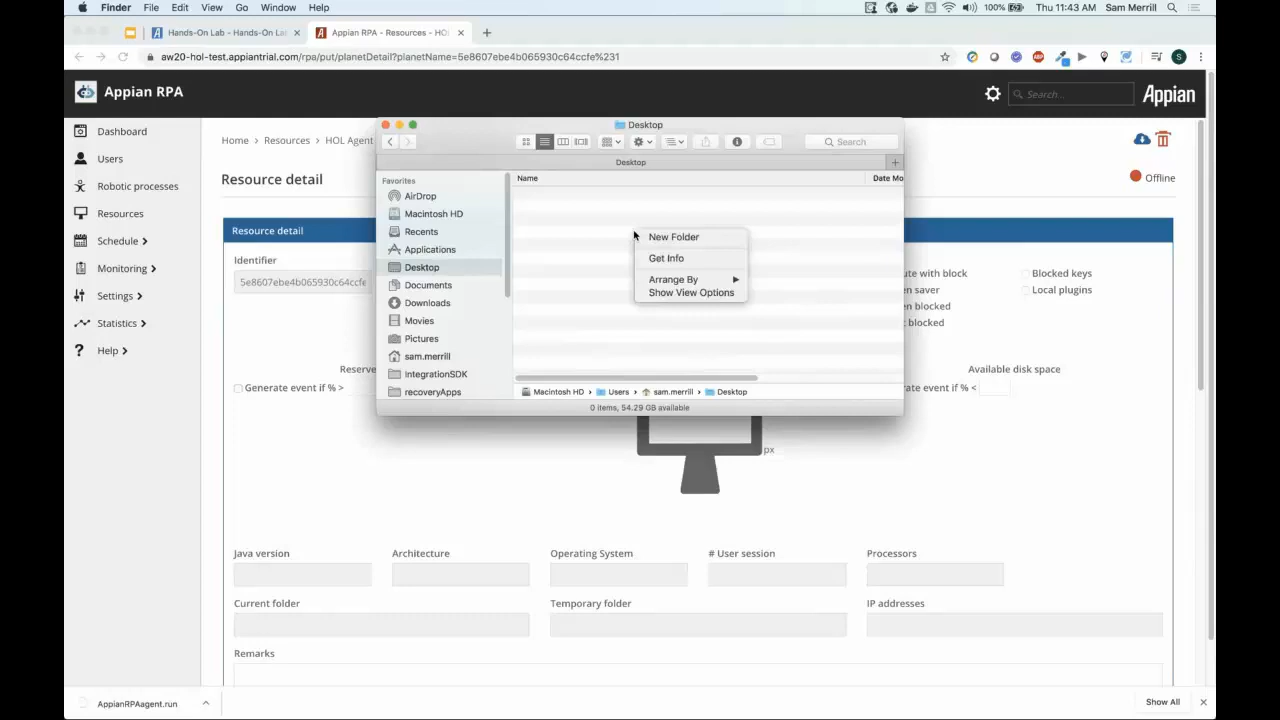 Finder File Edit View Go Window Help 100% Thu 11:43 AM Sam Merrill
Hands-On Lab - Hands-On La
Appian RPA - Resources - HO
aw20-hol-test.appiantrial.com/rpa/put/planetDetail?planetName=5e8607ebe4b0371930c64ccfe%231
Appian RPA
Search...
Appian
Dashboard
Users
Robotic processes
Resources
Schedule
Monitoring
Settings
Statistics
Help
Home > Resources > HOL Agent
Resource detail
Offline
Resource detail
Identifier
5e8607ebe4b0371930c64ccfe
ute with block
Blocked keys
en saver
Local plugins
en blocked
t blocked
Reserve
Available disk space
Generate event if % >
rate event if % <
px
Desktop
Search
Desktop
Favorites
AirDrop
Macintosh HD
Recents
Applications
Desktop
Documents
Downloads
Movies
Pictures
sam.merrill
IntegrationSDK
recoveryApps
Name
Date Mo
New Folder
Get Info
Arrange By
Show View Options
Macintosh HD > Users > sam.merrill > Desktop
0 items, 54.29 GB available
Java version
Architecture
Operating System
# User session
Processors
Current folder
Temporary folder
IP addresses
Remarks
AppianRPAagent.run
Show All